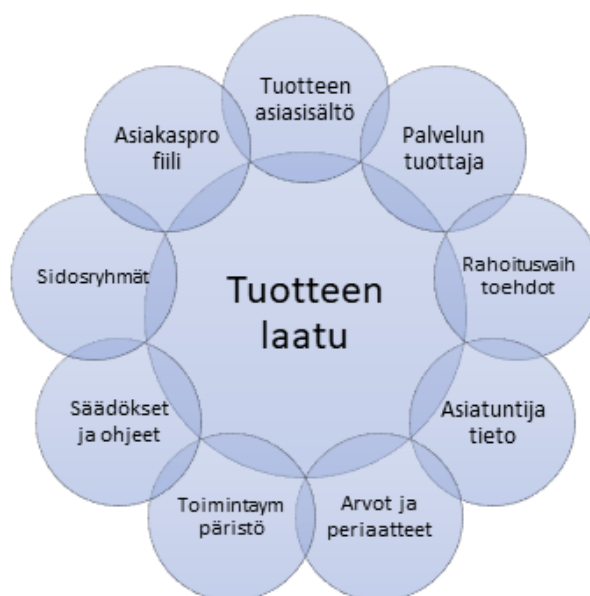 Tuotteen
asiasisältö
Palvelun
tuottaja
Rahoitusvaih
toehdot
Asiatuntija
tieto
Arvot ja
periaatteet
Toimintaym
päristö
Säädökset
ja ohjeet
Sidosryhmät
Asiakaspro
fiili
Tuotteen
laatu